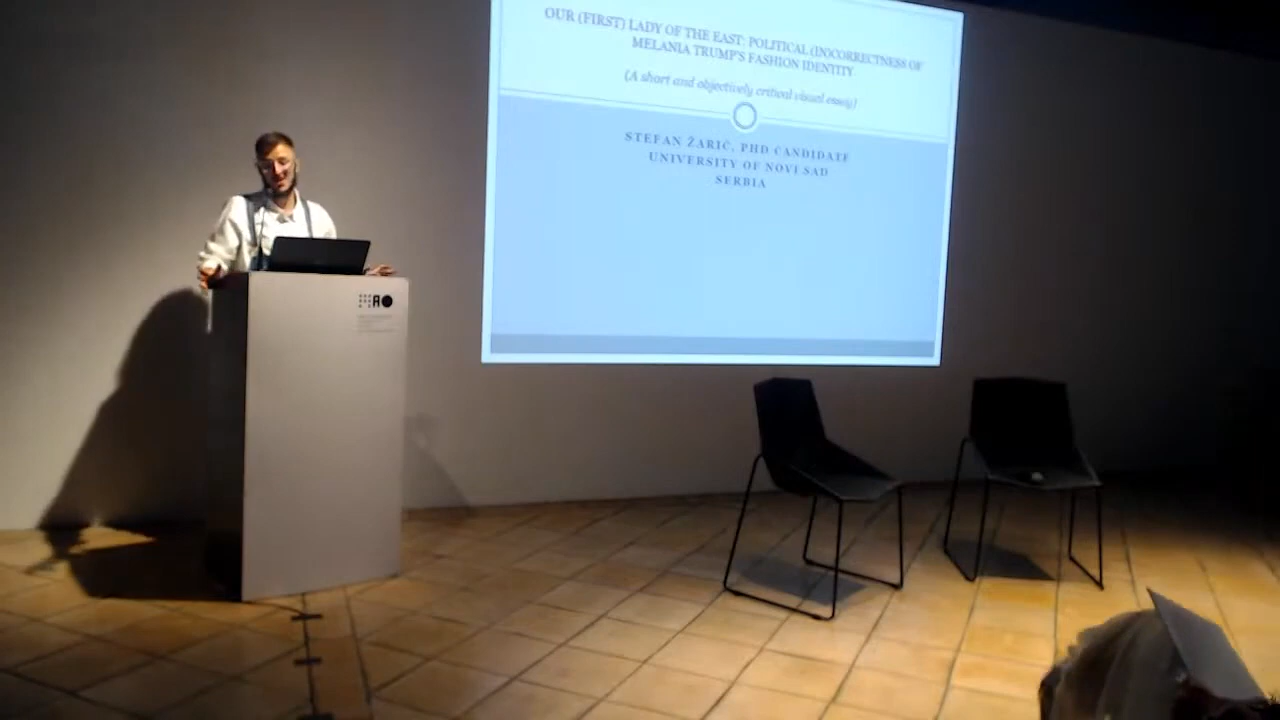 OUR (FIRST) LADY OF THE EAST: POLITICAL (IN)CORRECTNESS OF
MELANIA TRUMP'S FASHION IDENTITY
(A short and objectively critical visual essay)
STEFAN ŽARIĆ, PHD CANDIDATE
UNIVERSITY OF NOVI SAD
SERBIA